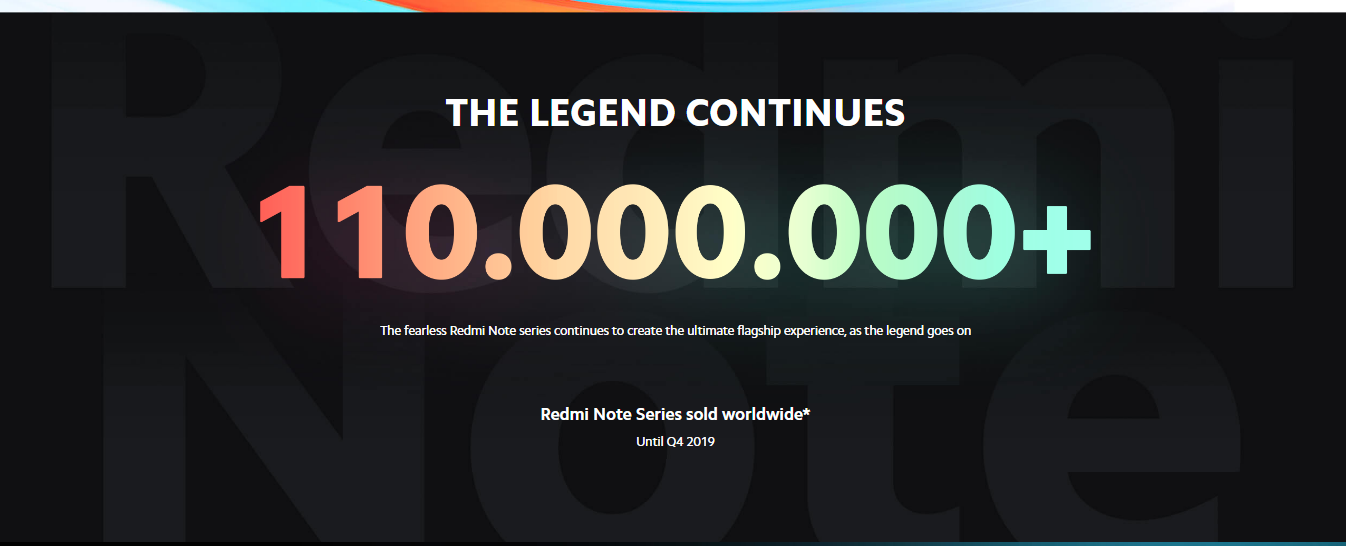 Redmi
Note
THE LEGEND CONTINUES
110.000.000+
The fearless Redmi Note series continues to create the ultimate flagship experience, as the legend goes on
Redmi Note Series sold worldwide*
Until Q4 2019